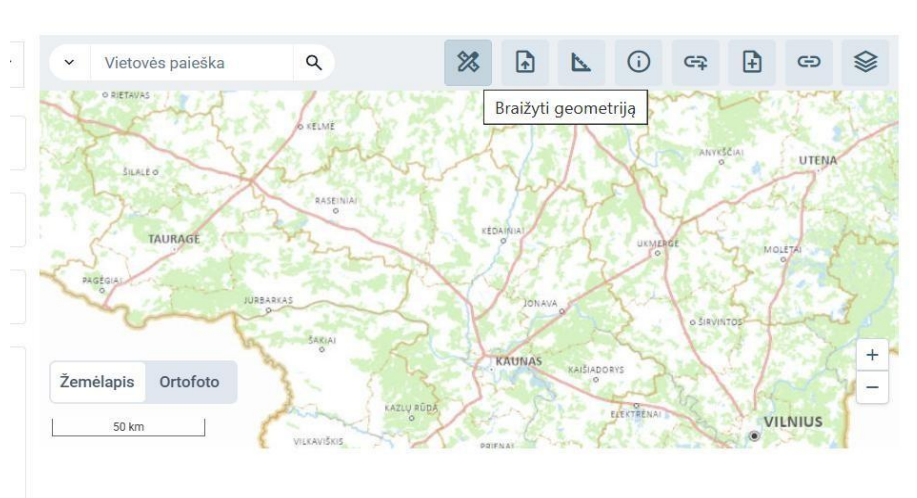 Vietovės paieška
Braižyti geometriją
RIETAVAS
KELMĖ
ANYKŠČIAI
UTENA
ŠILALĖ
RASEINIAI
TAURAGĖ
KĖDAINIAI
UKMERGĖ
MOLĖTAI
PAGĖGIAI
JURBARKAS
JONAVA
ŠIRVINTOS
ŠAKIAI
KAUNAS
KAIŠIADORYS
Žemėlapis Ortofoto
KAZLŲ RŪDA
ELEKTRĖNAI
50 km
VILNIUS
VILKAVIŠKIS
PRIENAI
+
−